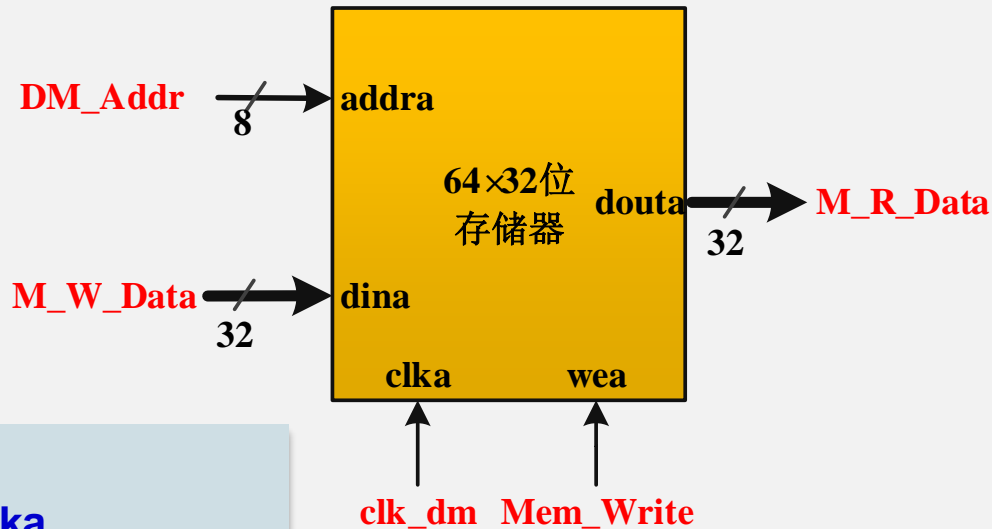 DM_Addr
8
addra
64×32位
存储器
douta
M_R_Data
32
M_W_Data
32
dina
clka
wea
clk_dm
Mem_Write